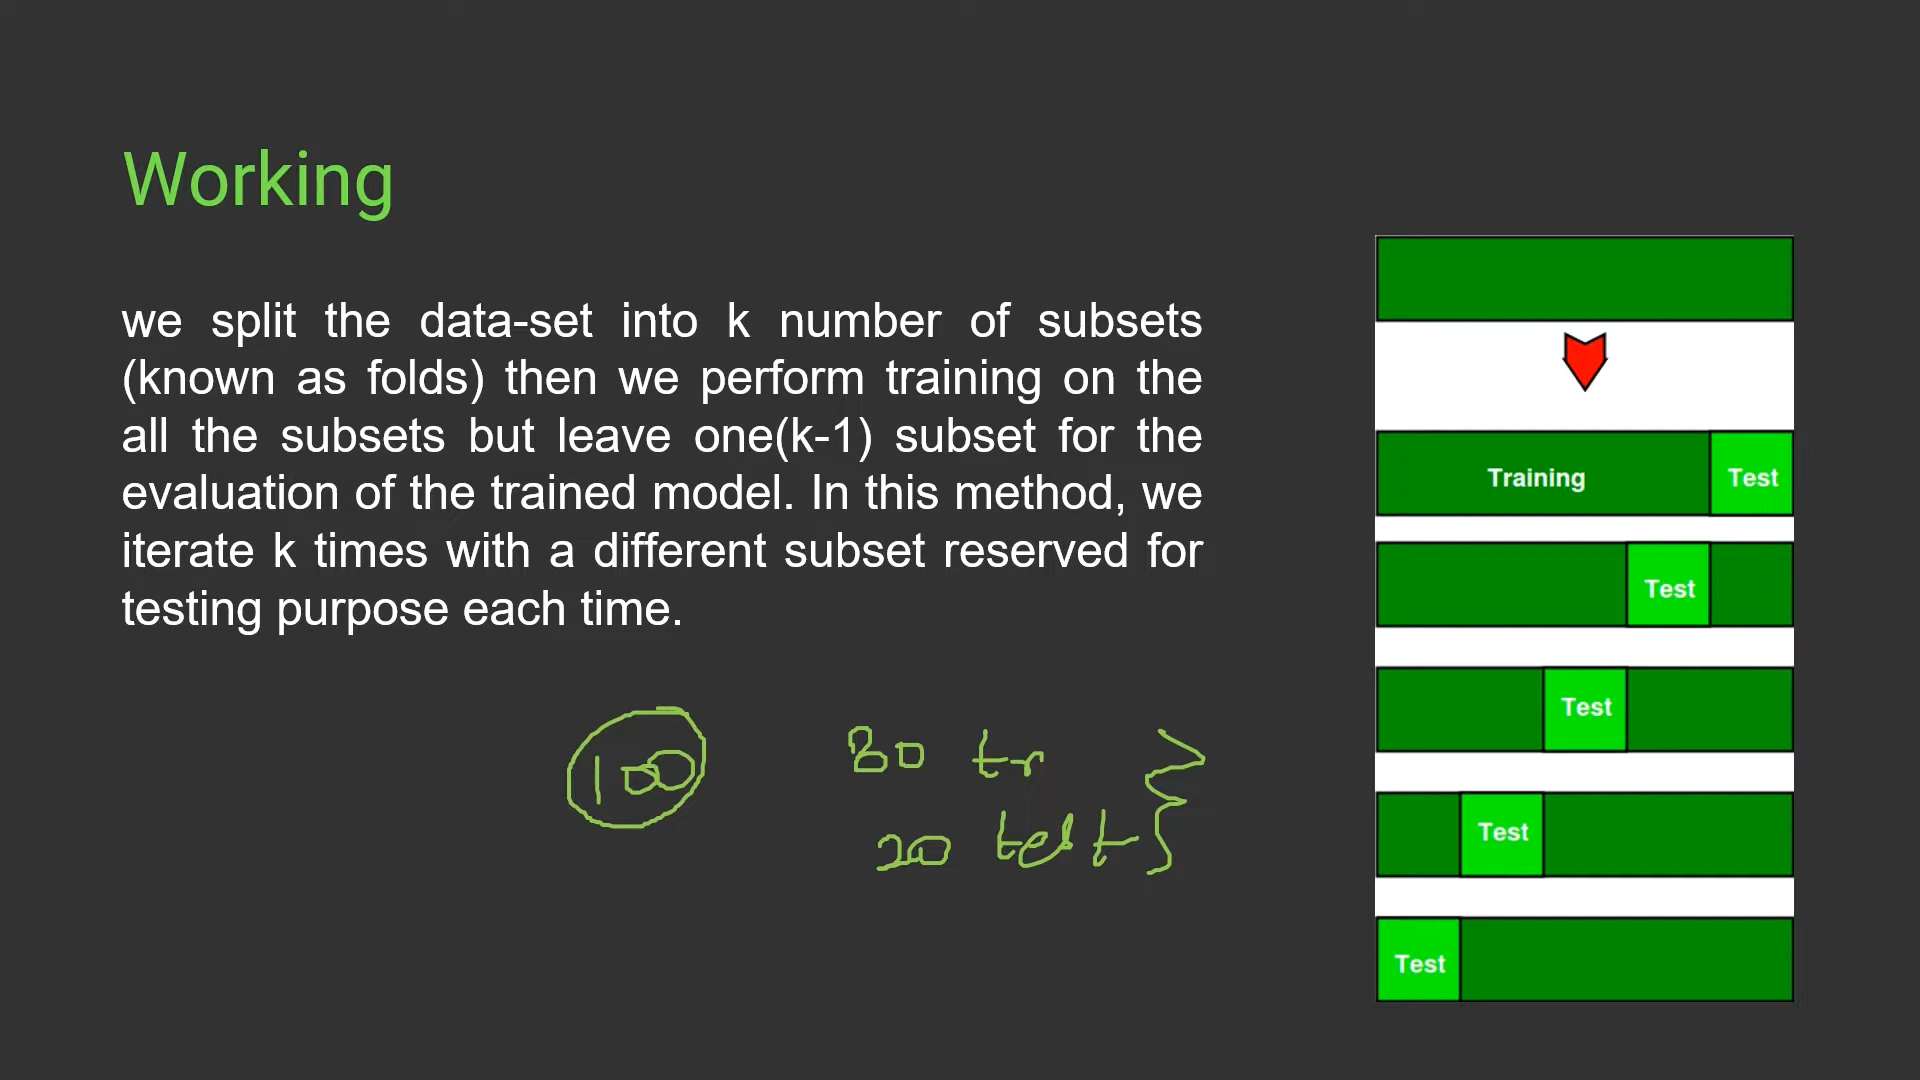 Working
we split the data-set into k number of subsets
(known as folds) then we perform training on the
all the subsets but leave one(k-1) subset for the
evaluation of the trained model. In this method, we
iterate k times with a different subset reserved for
testing purpose each time.
100
80 tr
20 test
Training Test
Test
Test
Test
Test